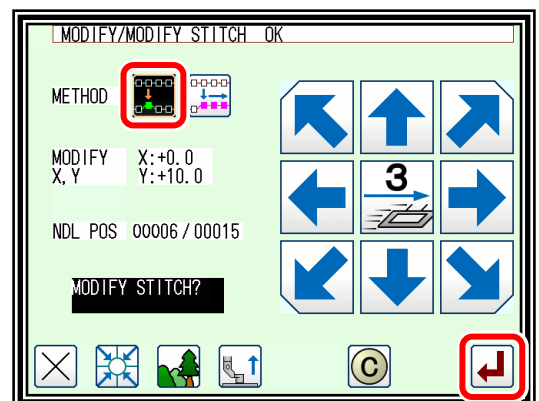 MODIFY/MODIFY STITCH OK
METHOD
MODIFY X:+0.0
X,Y Y:+10.0
3
NDL POS 00006/00015
MODIFY STITCH?
C